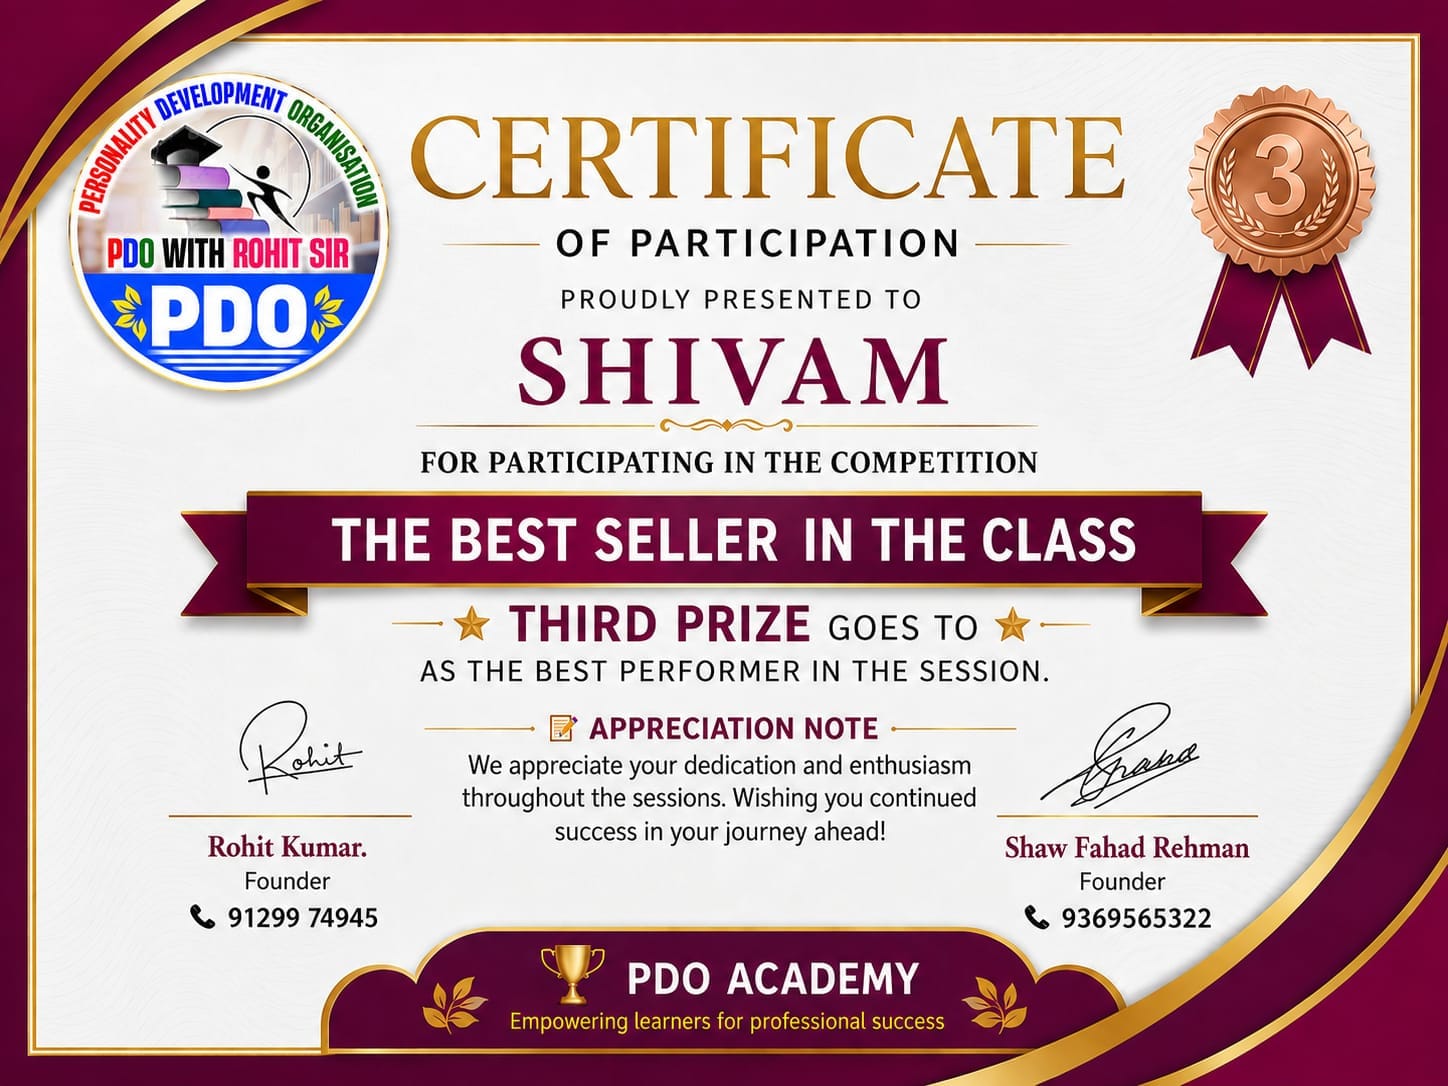 PERSONALITY DEVELOPMENT ORGANISATION
PDO WITH ROHIT SIR
PDO
CERTIFICATE
OF PARTICIPATION
3
PROUDLY PRESENTED TO
SHIVAM
FOR PARTICIPATING IN THE COMPETITION
THE BEST SELLER IN THE CLASS
THIRD PRIZE GOES TO
AS THE BEST PERFORMER IN THE SESSION.
APPRECIATION NOTE
We appreciate your dedication and enthusiasm
throughout the sessions. Wishing you continued
success in your journey ahead!
Rohit
Rohit Kumar.
Founder
91299 74945
Shaw Fahad Rehman
Founder
9369565322
PDO ACADEMY
Empowering learners for professional success